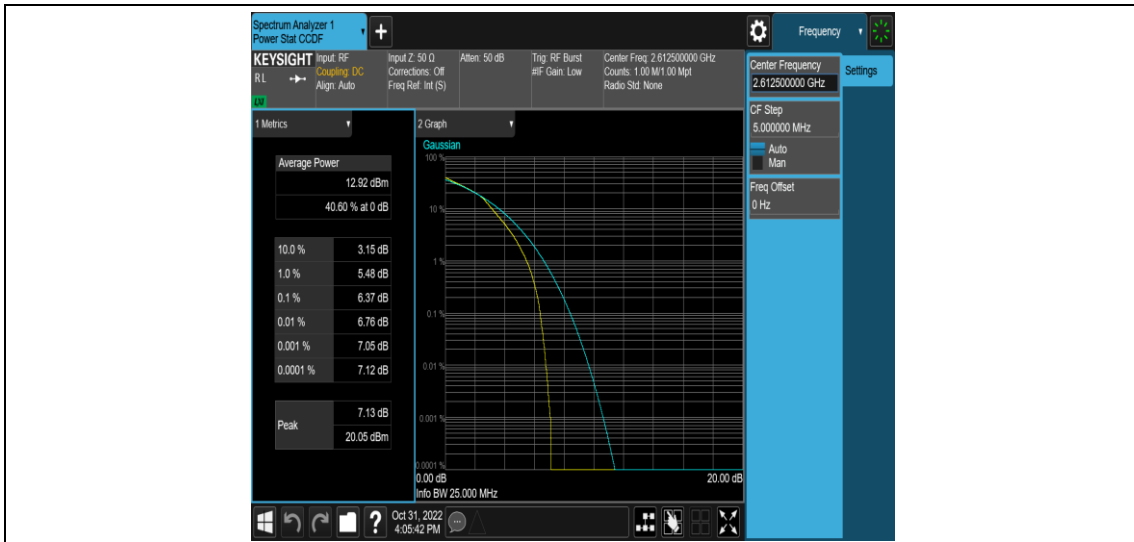 Spectrum Analyzer 1
Power Stat CCDF
Frequency
KEYSIGHT
RL
LXI
Input: RF
Coupling: DC
Align: Auto
Input Z: 50 Ω
Corrections: Off
Freq Ref: Int (S)
Atten: 50 dB
Trig: RF Burst
#IF Gain: Low
Center Freq: 2.612500000 GHz
Counts: 1.00 M/1.00 Mpt
Radio Std: None
Center Frequency
2.612500000 GHz
Settings
CF Step
5.000000 MHz
Auto
Man
Freq Offset
0 Hz
1 Metrics
Average Power
12.92 dBm
40.60 % at 0 dB
10.0 % 3.15 dB
1.0 % 5.48 dB
0.1 % 6.37 dB
0.01 % 6.76 dB
0.001 % 7.05 dB
0.0001 % 7.12 dB
Peak
7.13 dB
20.05 dBm
2 Graph
Gaussian
100 %
10 %
1 %
0.1 %
0.01 %
0.001 %
0.0001 %
0.00 dB 20.00 dB
Info BW 25.000 MHz
?
Oct 31, 2022
4:05:42 PM